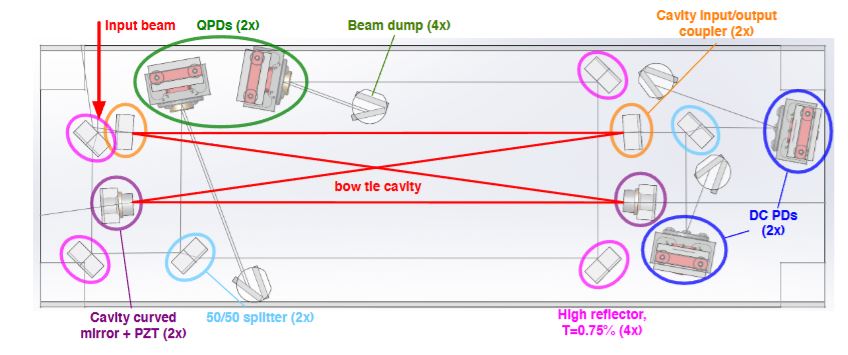 Input beam
QPDs (2x)
Beam dump (4x)
Cavity Input/output
coupler (2x)
bow tie cavity
DC PDs
(2x)
Cavity curved
mirror + PZT (2x)
50/50 splitter (2x)
High reflector,
T=0.75% (4x)